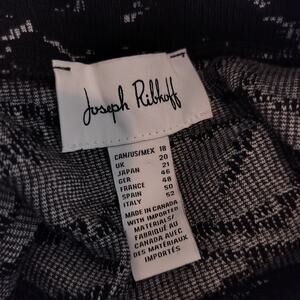 Joseph Ribkoff
CAN/US/MEX 18
UK 20
JAPAN 21
GER 46
FRANCE 48
SPAIN 50
ITALY 52
MADE IN CANADA
WITH IMPORTED
MATERIALS/
FABRIQUÉ AU
CANADA AVEC
DES MATÉRIAUX
IMPORTÉS